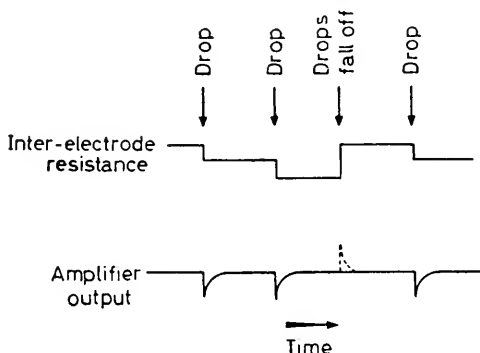 Drop
Drop
Drops
fall off
Drop
Inter-electrode
resistance
Amplifier
output
Time